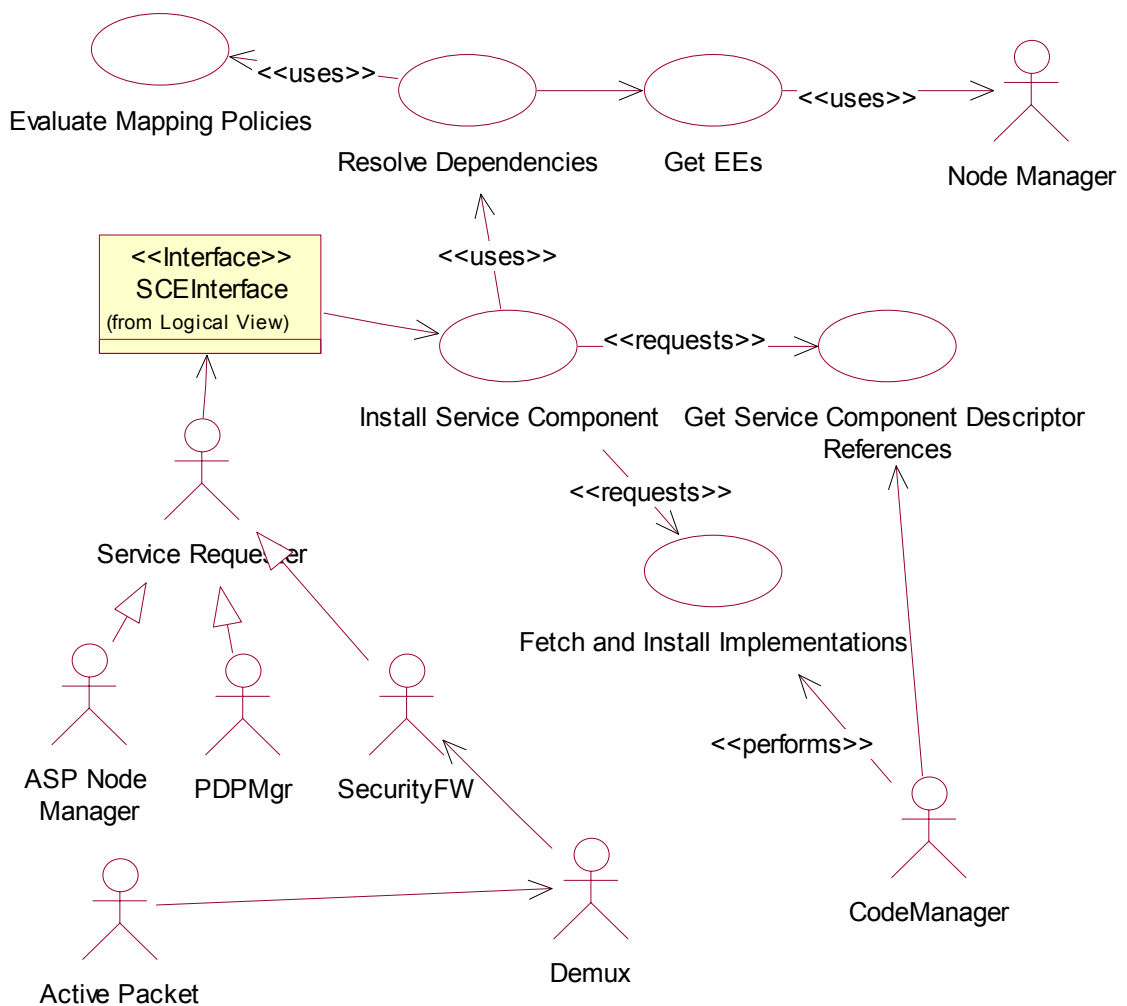 <<uses>>
Evaluate Mapping Policies
<<uses>>
Resolve Dependencies
Get EEs
Node Manager
<<Interface>>
SCEInterface
(from Logical View)
<<uses>>
<<requests>>
Install Service Component
Get Service Component Descriptor
References
<<requests>>
Service Requester
Fetch and Install Implementations
<<performs>>
ASP Node
Manager
PDPMgr
SecurityFW
CodeManager
Demux
Active Packet